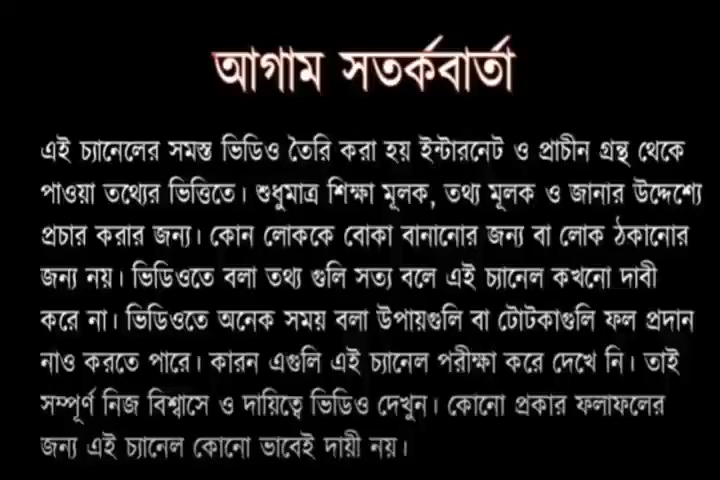 আগাম সতর্কবার্তা
এই চ্যানেলের সমস্ত ভিডিও তৈরি করা হয় ইন্টারনেট ও প্রাচীন গ্রন্থ থেকে
পাওয়া তথ্যের ভিত্তিতে। শুধুমাত্র শিক্ষা মূলক, তথ্য মূলক ও জানার উদ্দেশ্যে
প্রচার করার জন্য। কোন লোককে বোকা বানানোর জন্য বা লোক ঠকানোর
জন্য নয়। ভিডিওতে বলা তথ্য গুলি সত্য বলে এই চ্যানেল কখনো দাবী
করে না। ভিডিওতে অনেক সময় বলা উপায়গুলি বা টোটকাগুলি ফল প্রদান
নাও করতে পারে। কারন এগুলি এই চ্যানেল পরীক্ষা করে দেখে নি। তাই
সম্পূর্ণ নিজ বিশ্বাসে ও দায়িত্বে ভিডিও দেখুন। কোনো প্রকার ফলাফলের
জন্য এই চ্যানেল কোনো ভাবেই দায়ী নয়।